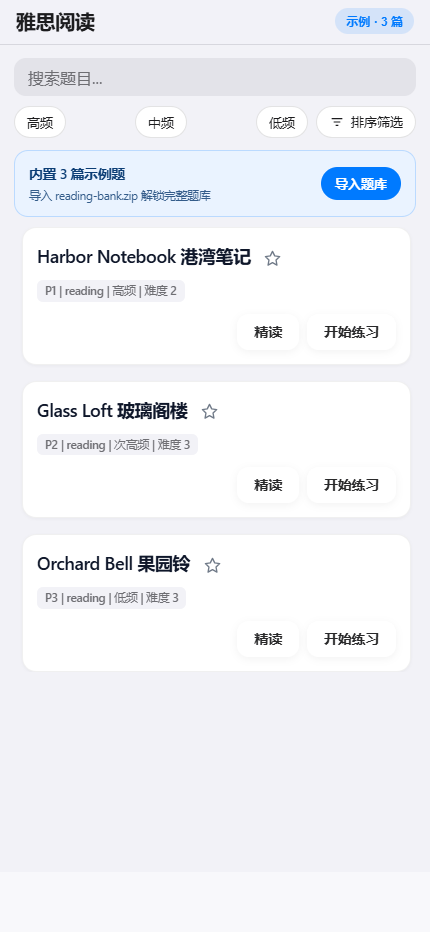 雅思阅读
示例 · 3 篇
搜索题目...
高频 中频 低频 排序筛选
内置 3 篇示例题
导入 reading-bank.zip 解锁完整题库
导入题库
Harbor Notebook 港湾笔记
P1 | reading | 高频 | 难度 2
精读 开始练习
Glass Loft 玻璃阁楼
P2 | reading | 次高频 | 难度 3
精读 开始练习
Orchard Bell 果园铃
P3 | reading | 低频 | 难度 3
精读 开始练习